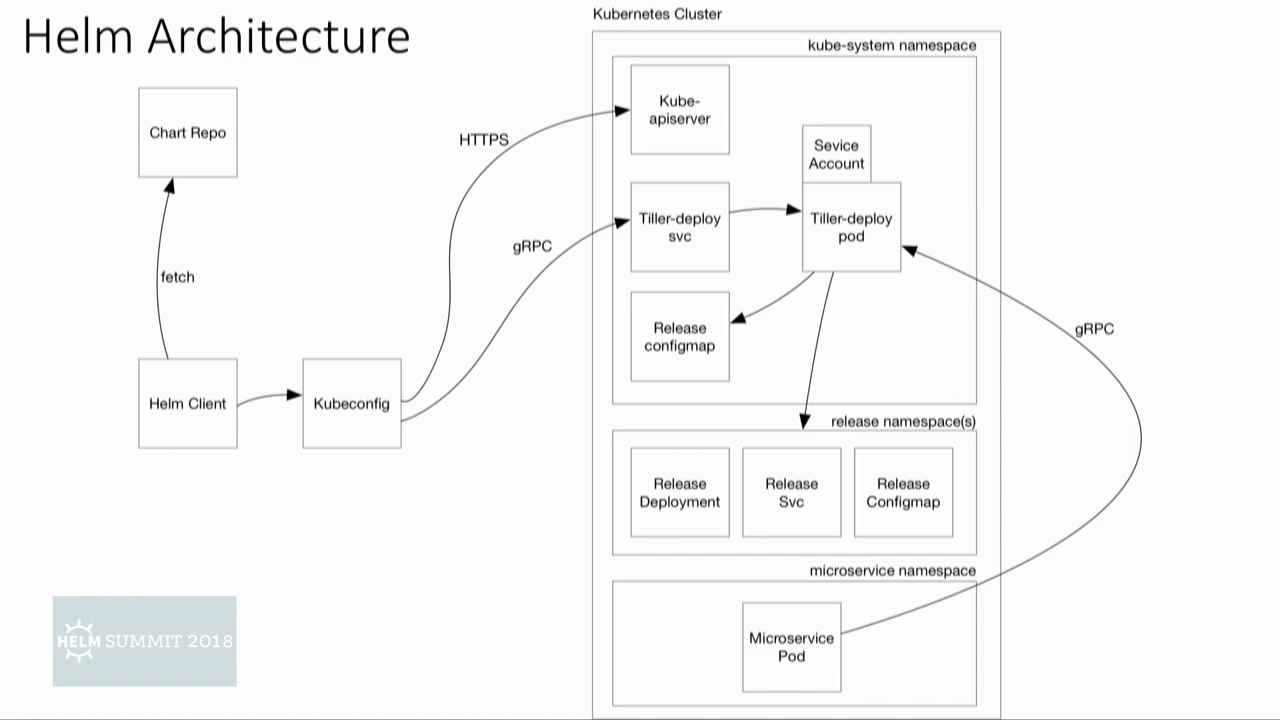 Helm Architecture
Kubernetes Cluster
kube-system namespace
Chart Repo
Kube-
apiserver
HTTPS
Sevice
Account
Tiller-deploy
svc
Tiller-deploy
pod
gRPC
fetch
Release
configmap
gRPC
Helm Client
Kubeconfig
release namespace(s)
Release
Deployment
Release
Svc
Release
Configmap
microservice namespace
Microservice
Pod
HELM SUMMIT 2018